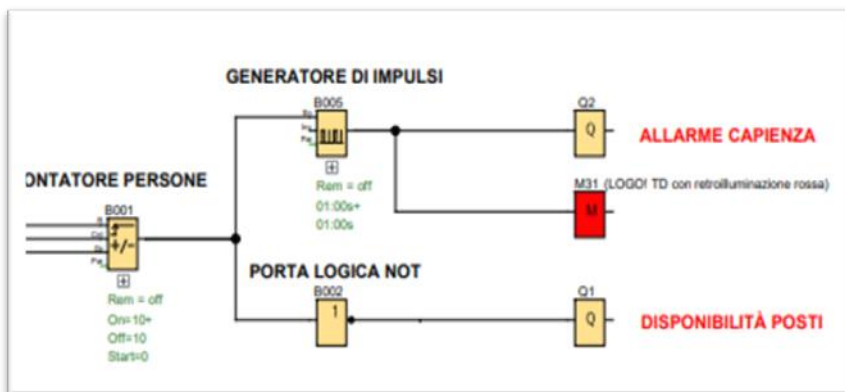 GENERATORE DI IMPULSI
B005
Q2
Q
ALLARME CAPIENZA
Rem = off
01:00s+
01:00s
M31 (LOGO! TD con retroilluminazione rossa)
M
ONTATORE PERSONE
B001
+/-
Rem = off
On=10+
Off=10
Start=0
PORTA LOGICA NOT
B002
1
Q1
Q
DISPONIBILITÀ POSTI